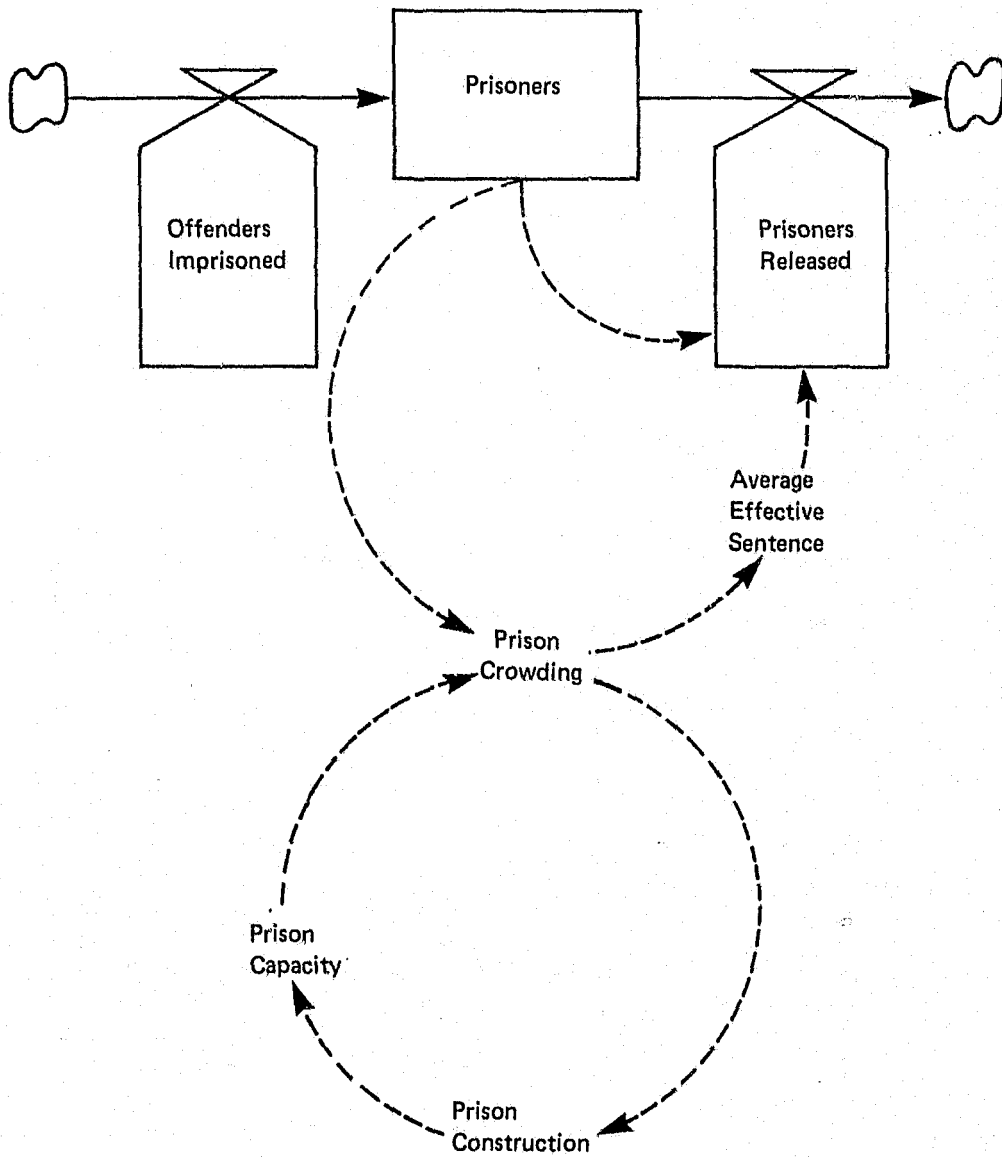 Prisoners
Offenders
Imprisoned
Prisoners
Released
Average
Effective
Sentence
Prison
Crowding
Prison
Capacity
Prison
Construction